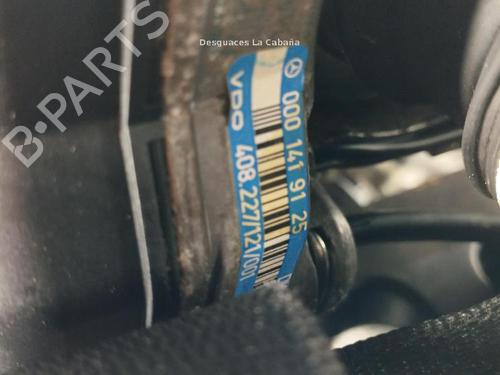 Desguaces La Cabaña
B-PARTS
000 141 91 25
VDO 408.227/121/001